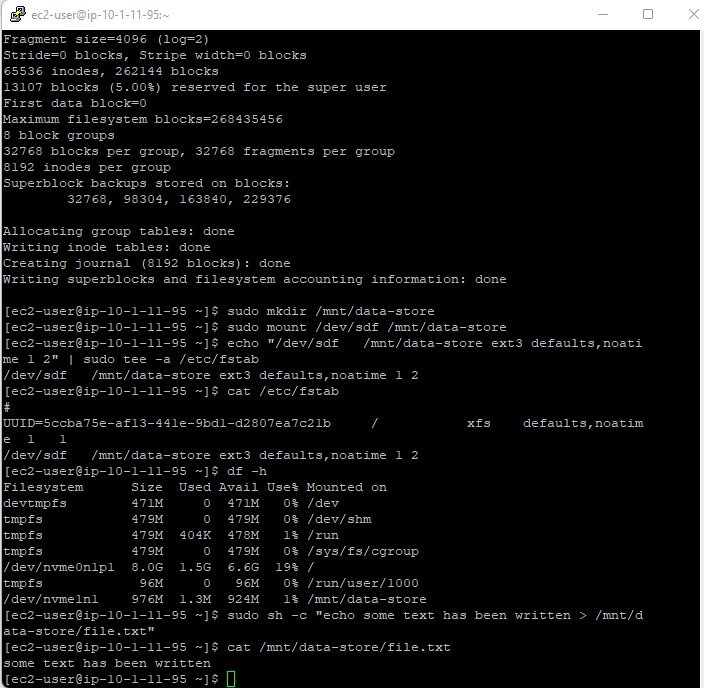 ec2-user@ip-10-1-11-95:~
Fragment size=4096 (log=2)
Stride=0 blocks, Stripe width=0 blocks
65536 inodes, 262144 blocks
13107 blocks (5.00%) reserved for the super user
First data block=0
Maximum filesystem blocks=268435456
8 block groups
32768 blocks per group, 32768 fragments per group
8192 inodes per group
Superblock backups stored on blocks:
        32768, 98304, 163840, 229376

Allocating group tables: done
Writing inode tables: done
Creating journal (8192 blocks): done
Writing superblocks and filesystem accounting information: done

[ec2-user@ip-10-1-11-95 ~]$ sudo mkdir /mnt/data-store
[ec2-user@ip-10-1-11-95 ~]$ sudo mount /dev/sdf /mnt/data-store
[ec2-user@ip-10-1-11-95 ~]$ echo "/dev/sdf   /mnt/data-store ext3 defaults,noati
me 1 2" | sudo tee -a /etc/fstab
/dev/sdf   /mnt/data-store ext3 defaults,noatime 1 2
[ec2-user@ip-10-1-11-95 ~]$ cat /etc/fstab
#
UUID=5ccba75e-af13-441e-9bd1-d2807ea7c21b     /           xfs    defaults,noatim
e  1   1
/dev/sdf   /mnt/data-store ext3 defaults,noatime 1 2
[ec2-user@ip-10-1-11-95 ~]$ df -h
Filesystem      Size  Used Avail Use% Mounted on
devtmpfs        471M     0  471M   0% /dev
tmpfs           479M     0  479M   0% /dev/shm
tmpfs           479M  404K  478M   1% /run
tmpfs           479M     0  479M   0% /sys/fs/cgroup
/dev/nvme0n1p1  8.0G  1.5G  6.6G  19% /
tmpfs            96M     0   96M   0% /run/user/1000
/dev/nvme1n1    976M  1.3M  924M   1% /mnt/data-store
[ec2-user@ip-10-1-11-95 ~]$ sudo sh -c "echo some text has been written > /mnt/d
ata-store/file.txt"
[ec2-user@ip-10-1-11-95 ~]$ cat /mnt/data-store/file.txt
some text has been written
[ec2-user@ip-10-1-11-95 ~]$